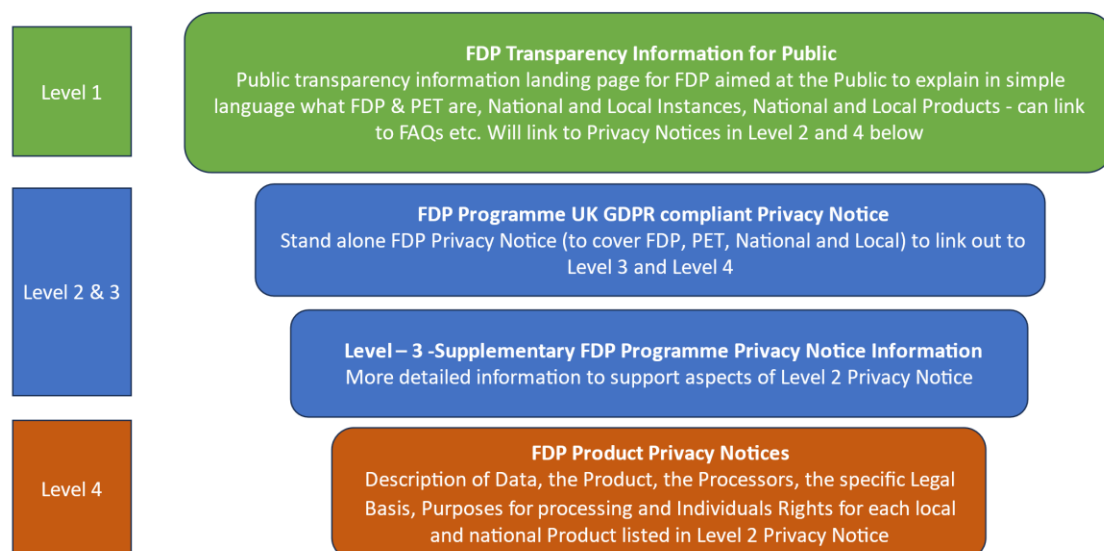 Level 1
FDP Transparency Information for Public
Public transparency information landing page for FDP aimed at the Public to explain in simple
language what FDP & PET are, National and Local Instances, National and Local Products - can link
to FAQs etc. Will link to Privacy Notices in Level 2 and 4 below
Level 2 & 3
FDP Programme UK GDPR compliant Privacy Notice
Stand alone FDP Privacy Notice (to cover FDP, PET, National and Local) to link out to
Level 3 and Level 4
Level – 3 -Supplementary FDP Programme Privacy Notice Information
More detailed information to support aspects of Level 2 Privacy Notice
Level 4
FDP Product Privacy Notices
Description of Data, the Product, the Processors, the specific Legal
Basis, Purposes for processing and Individuals Rights for each local
and national Product listed in Level 2 Privacy Notice